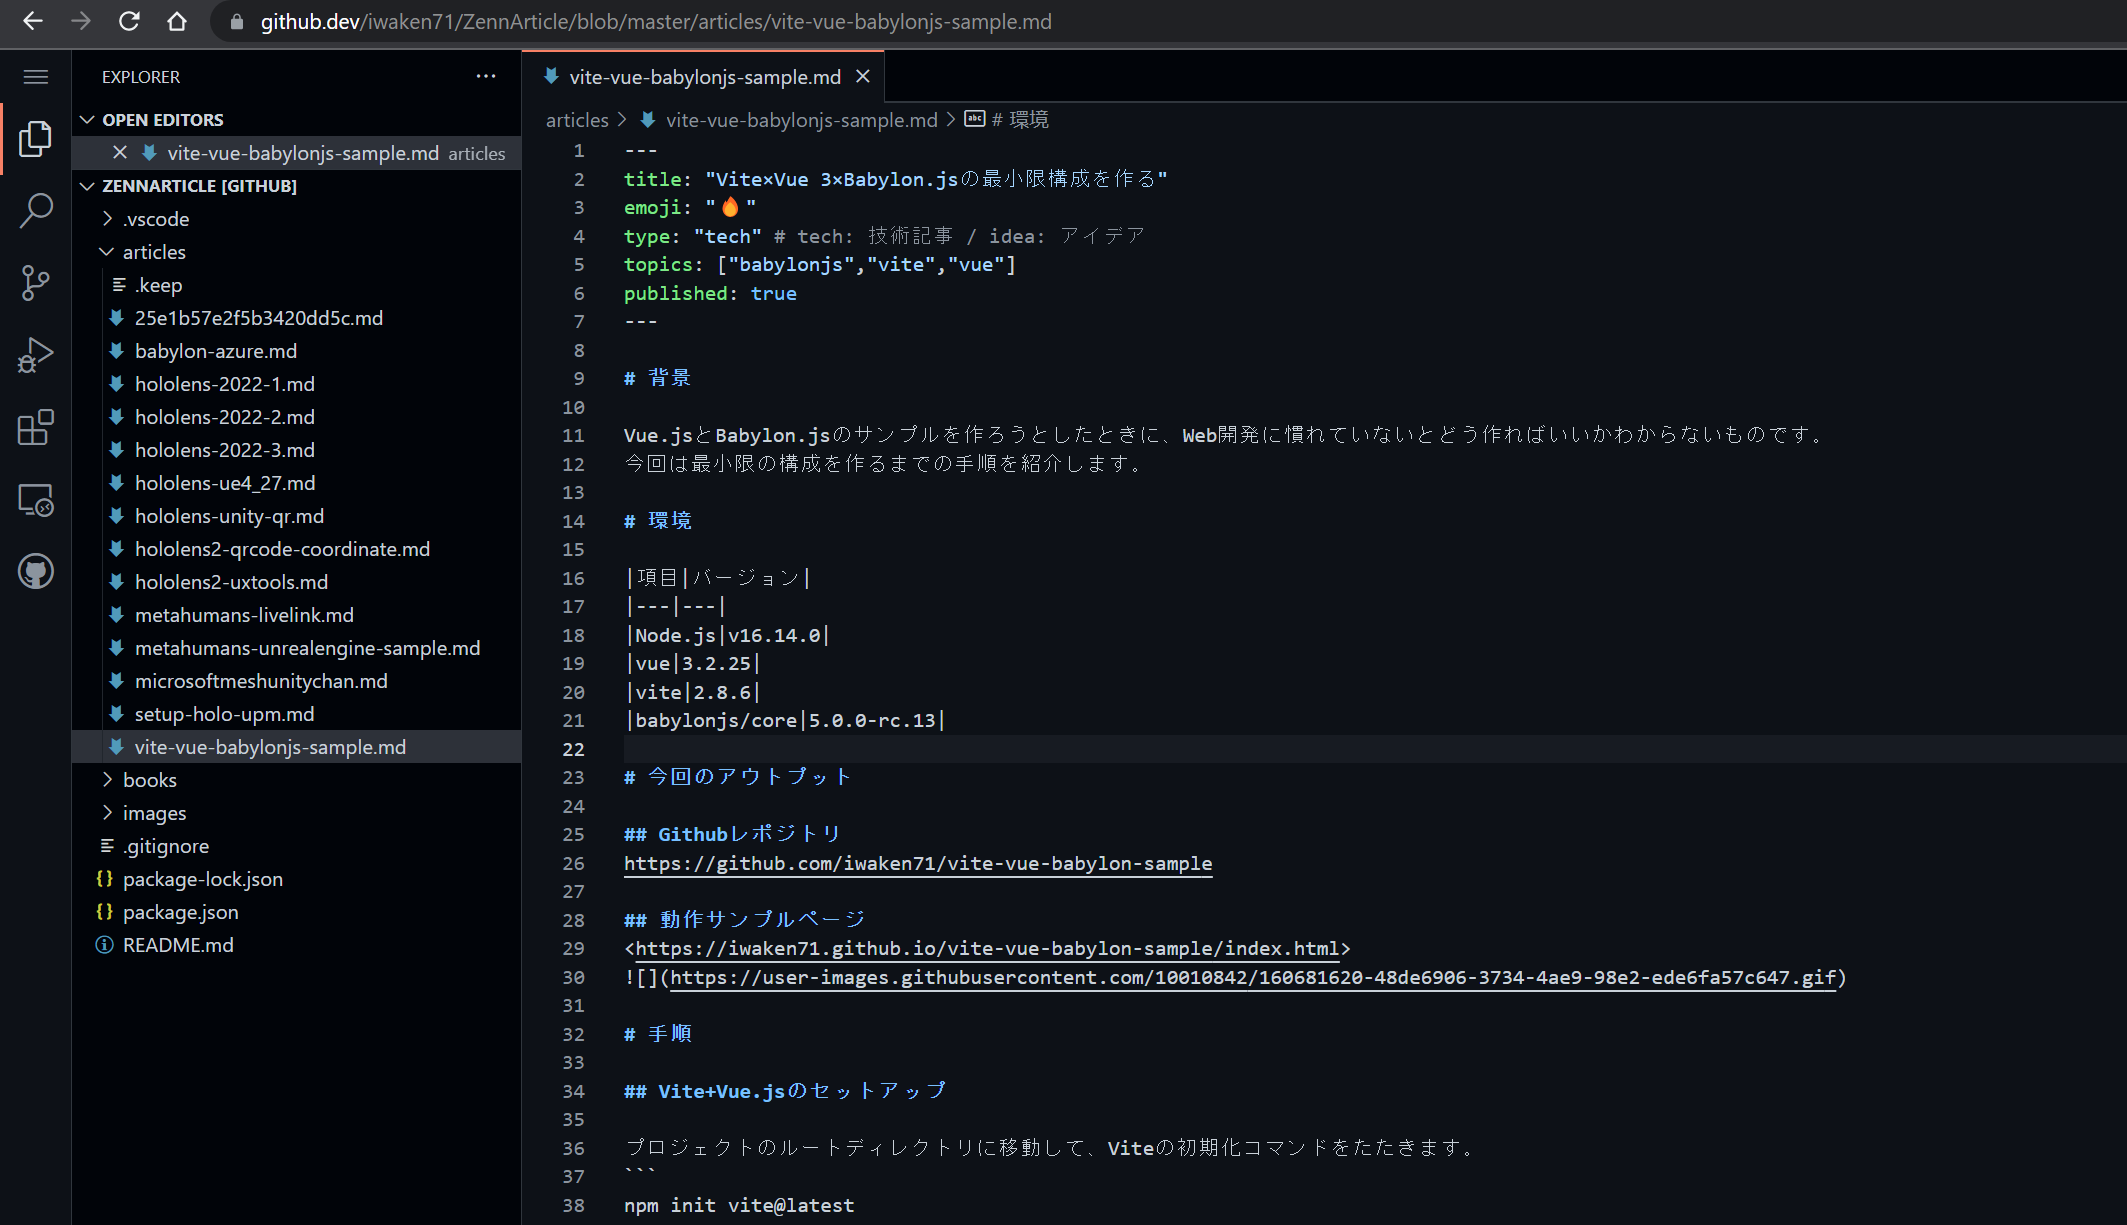 github.dev/iwaken71/ZennArticle/blob/master/articles/vite-vue-babylonjs-sample.md
EXPLORER
OPEN EDITORS
vite-vue-babylonjs-sample.md articles
ZENNARTICLE [GITHUB]
.vscode
articles
.keep
25e1b57e2f5b3420dd5c.md
babylon-azure.md
hololens-2022-1.md
hololens-2022-2.md
hololens-2022-3.md
hololens-ue4_27.md
hololens-unity-qr.md
hololens2-qrcode-coordinate.md
hololens2-uxtools.md
metahumans-livelink.md
metahumans-unrealengine-sample.md
microsoftmeshunitychan.md
setup-holo-upm.md
vite-vue-babylonjs-sample.md
books
images
.gitignore
package-lock.json
package.json
README.md
vite-vue-babylonjs-sample.md
articles > vite-vue-babylonjs-sample.md > abc # 環境
1 ---
2 title: "Vite×Vue 3×Babylon.jsの最小限構成を作る"
3 emoji: "🔥"
4 type: "tech" # tech: 技術記事 / idea: アイデア
5 topics: ["babylonjs","vite","vue"]
6 published: true
7 ---
8
9 # 背景
10
11 Vue.jsとBabylon.jsのサンプルを作ろうとしたときに、Web開発に慣れていないとどう作ればいいかわからないものです。
12 今回は最小限の構成を作るまでの手順を紹介します。
13
14 # 環境
15
16 |項目|バージョン|
17 |---|---|
18 |Node.js|v16.14.0|
19 |vue|3.2.25|
20 |vite|2.8.6|
21 |babylonjs/core|5.0.0-rc.13|
22
23 # 今回のアウトプット
24
25 ## Githubレポジトリ
26 https://github.com/iwaken71/vite-vue-babylon-sample
27
28 ## 動作サンプルページ
29 <https://iwaken71.github.io/vite-vue-babylon-sample/index.html>
30 ![](https://user-images.githubusercontent.com/10010842/160681620-48de6906-3734-4ae9-98e2-ede6fa57c647.gif)
31
32 # 手順
33
34 ## Vite+Vue.jsのセットアップ
35
36 プロジェクトのルートディレクトリに移動して、Viteの初期化コマンドをたたきます。
37 ```
38 npm init vite@latest